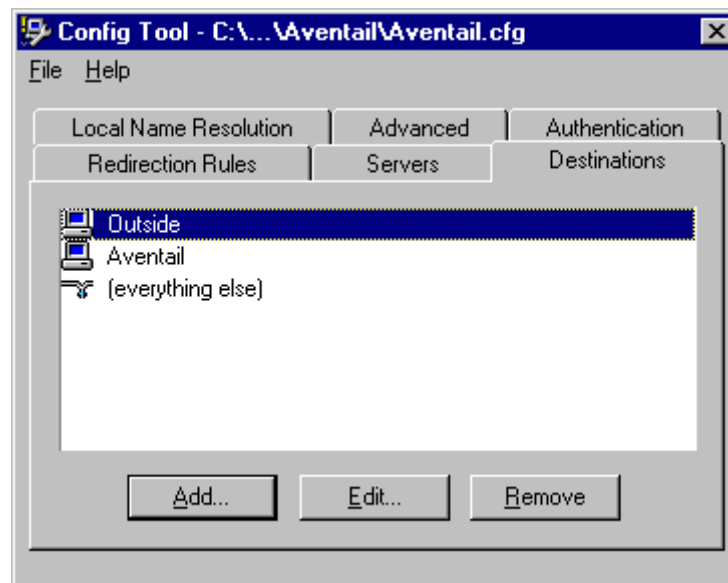 Config Tool - C:\...\Aventail\Aventail.cfg
File Help
Local Name Resolution Advanced Authentication
Redirection Rules Servers Destinations
Outside
Aventail
(everything else)
Add... Edit... Remove